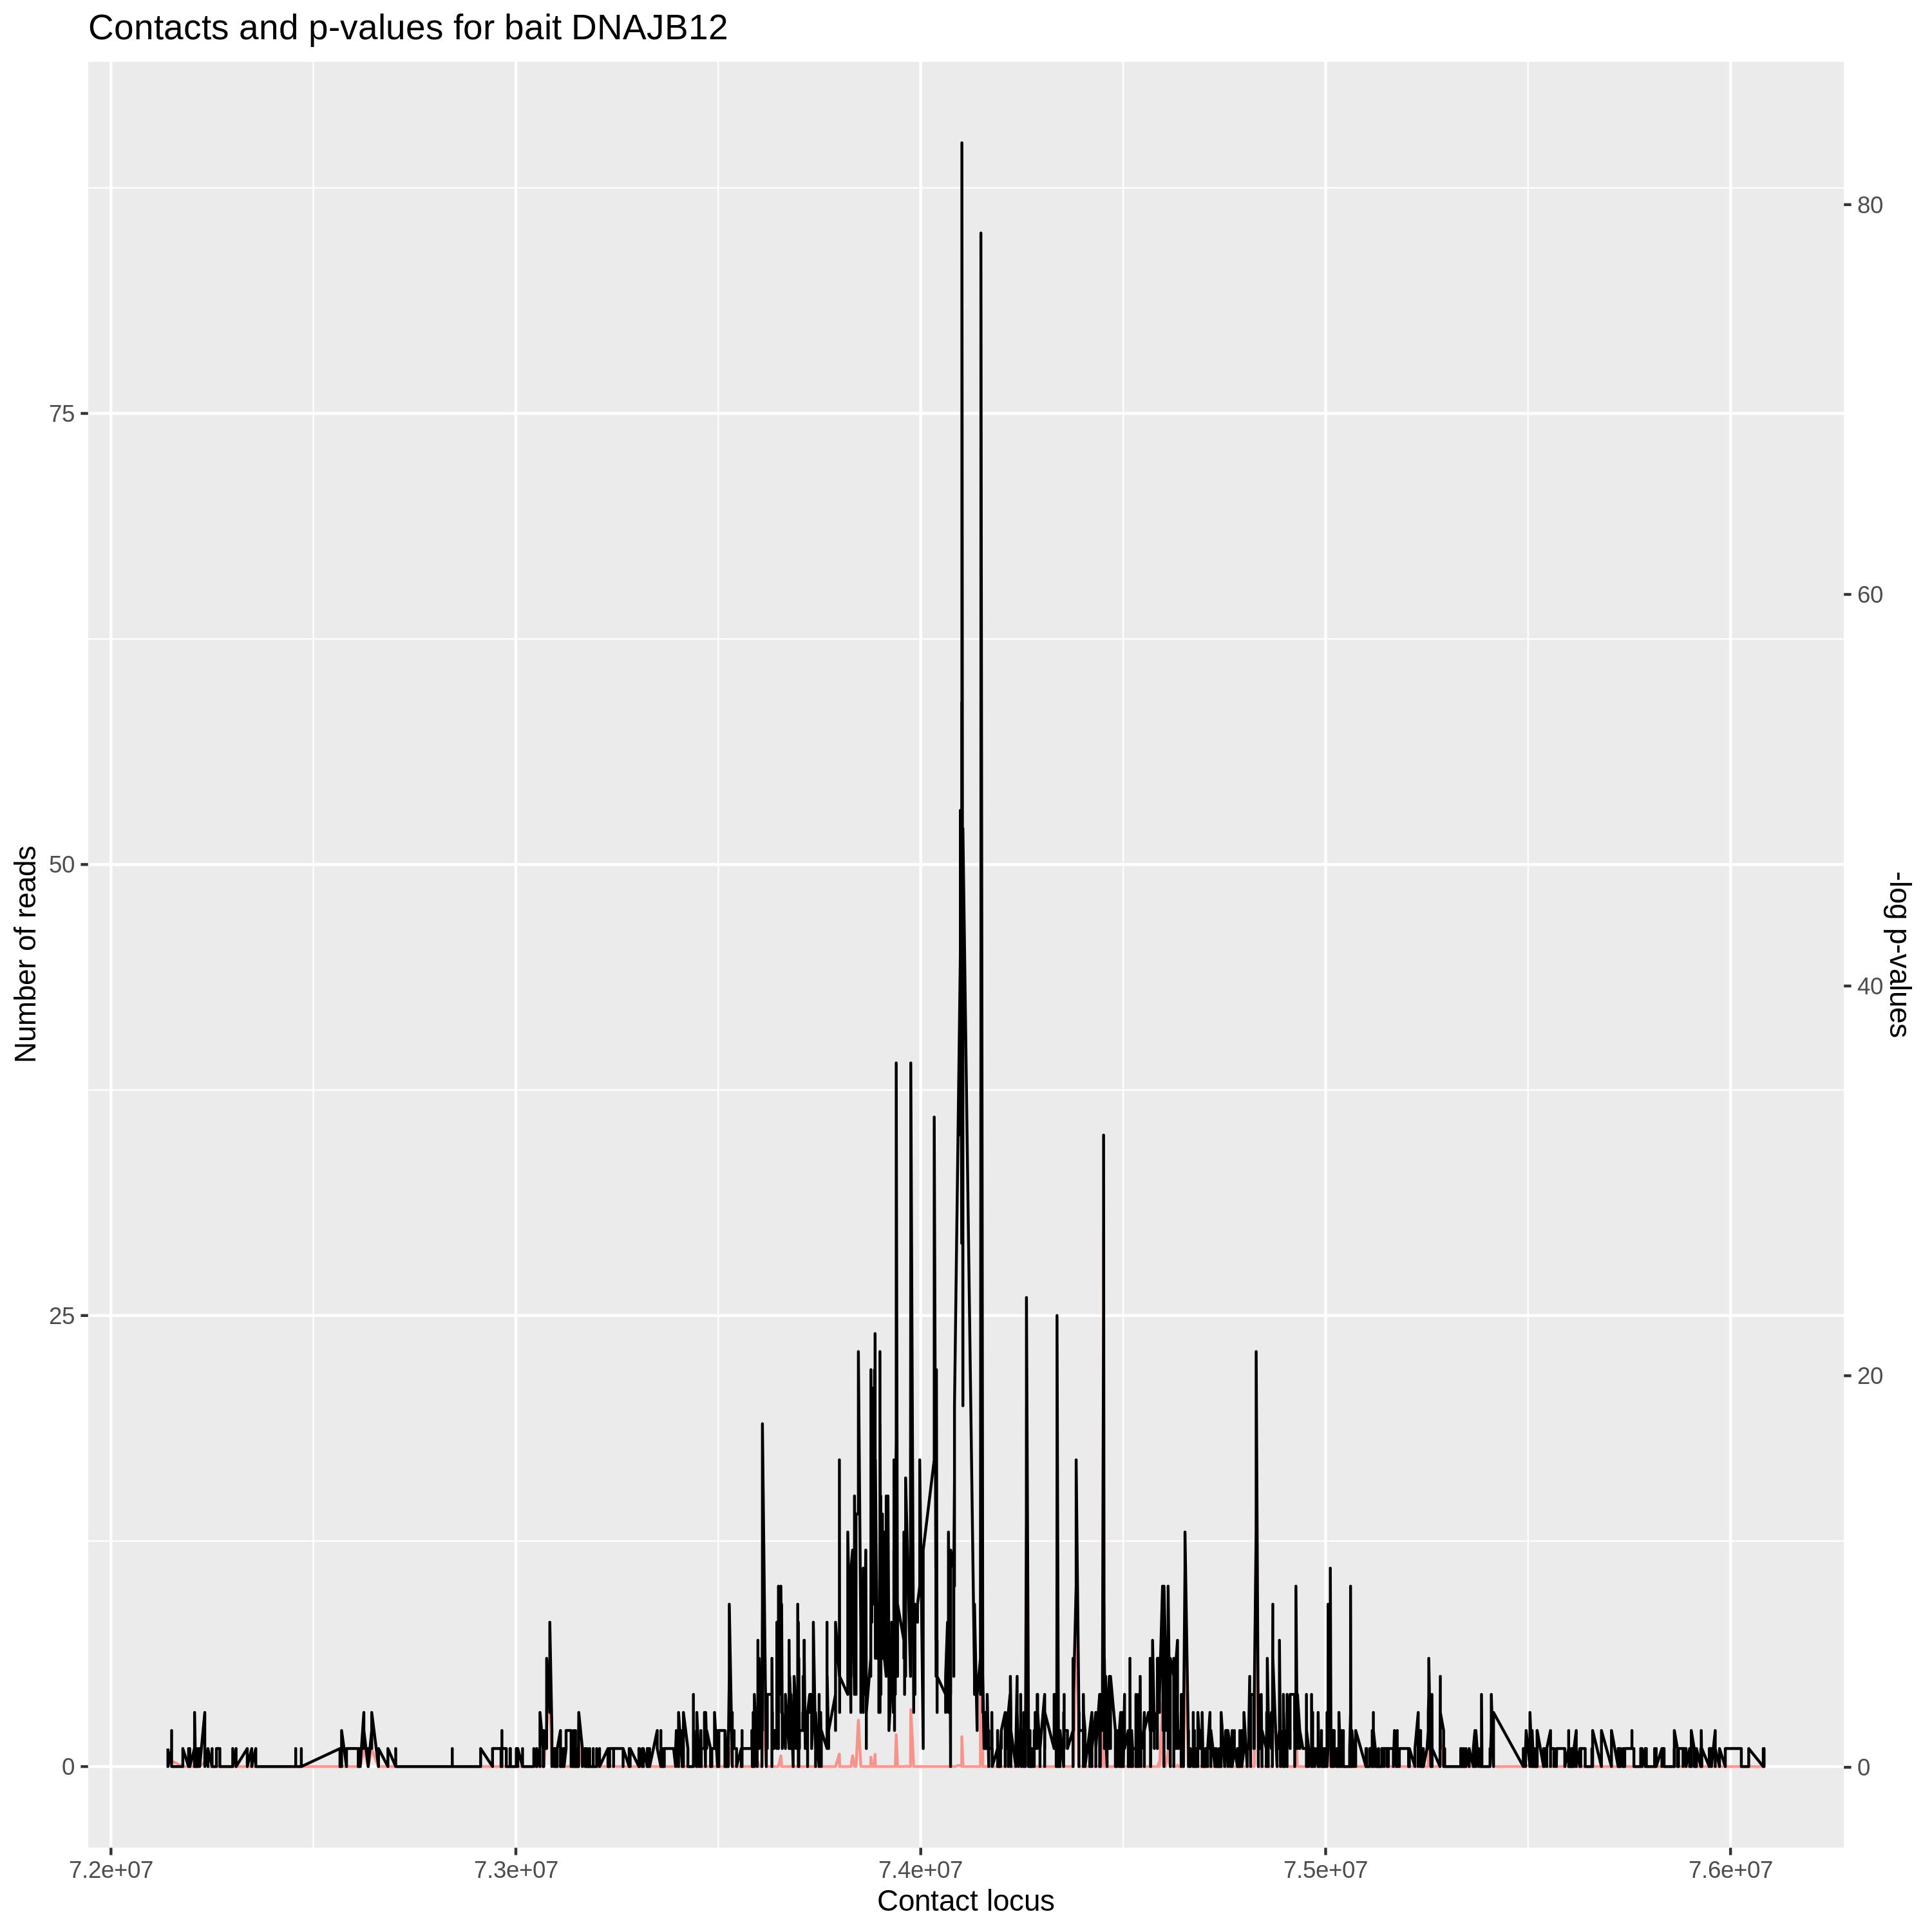 Contacts and p-values for bait DNAJB12
Number of reads
75
50
25
0
80
60
40
20
0
-log p-values
7.2e+07 7.3e+07 7.4e+07 7.5e+07 7.6e+07
Contact locus